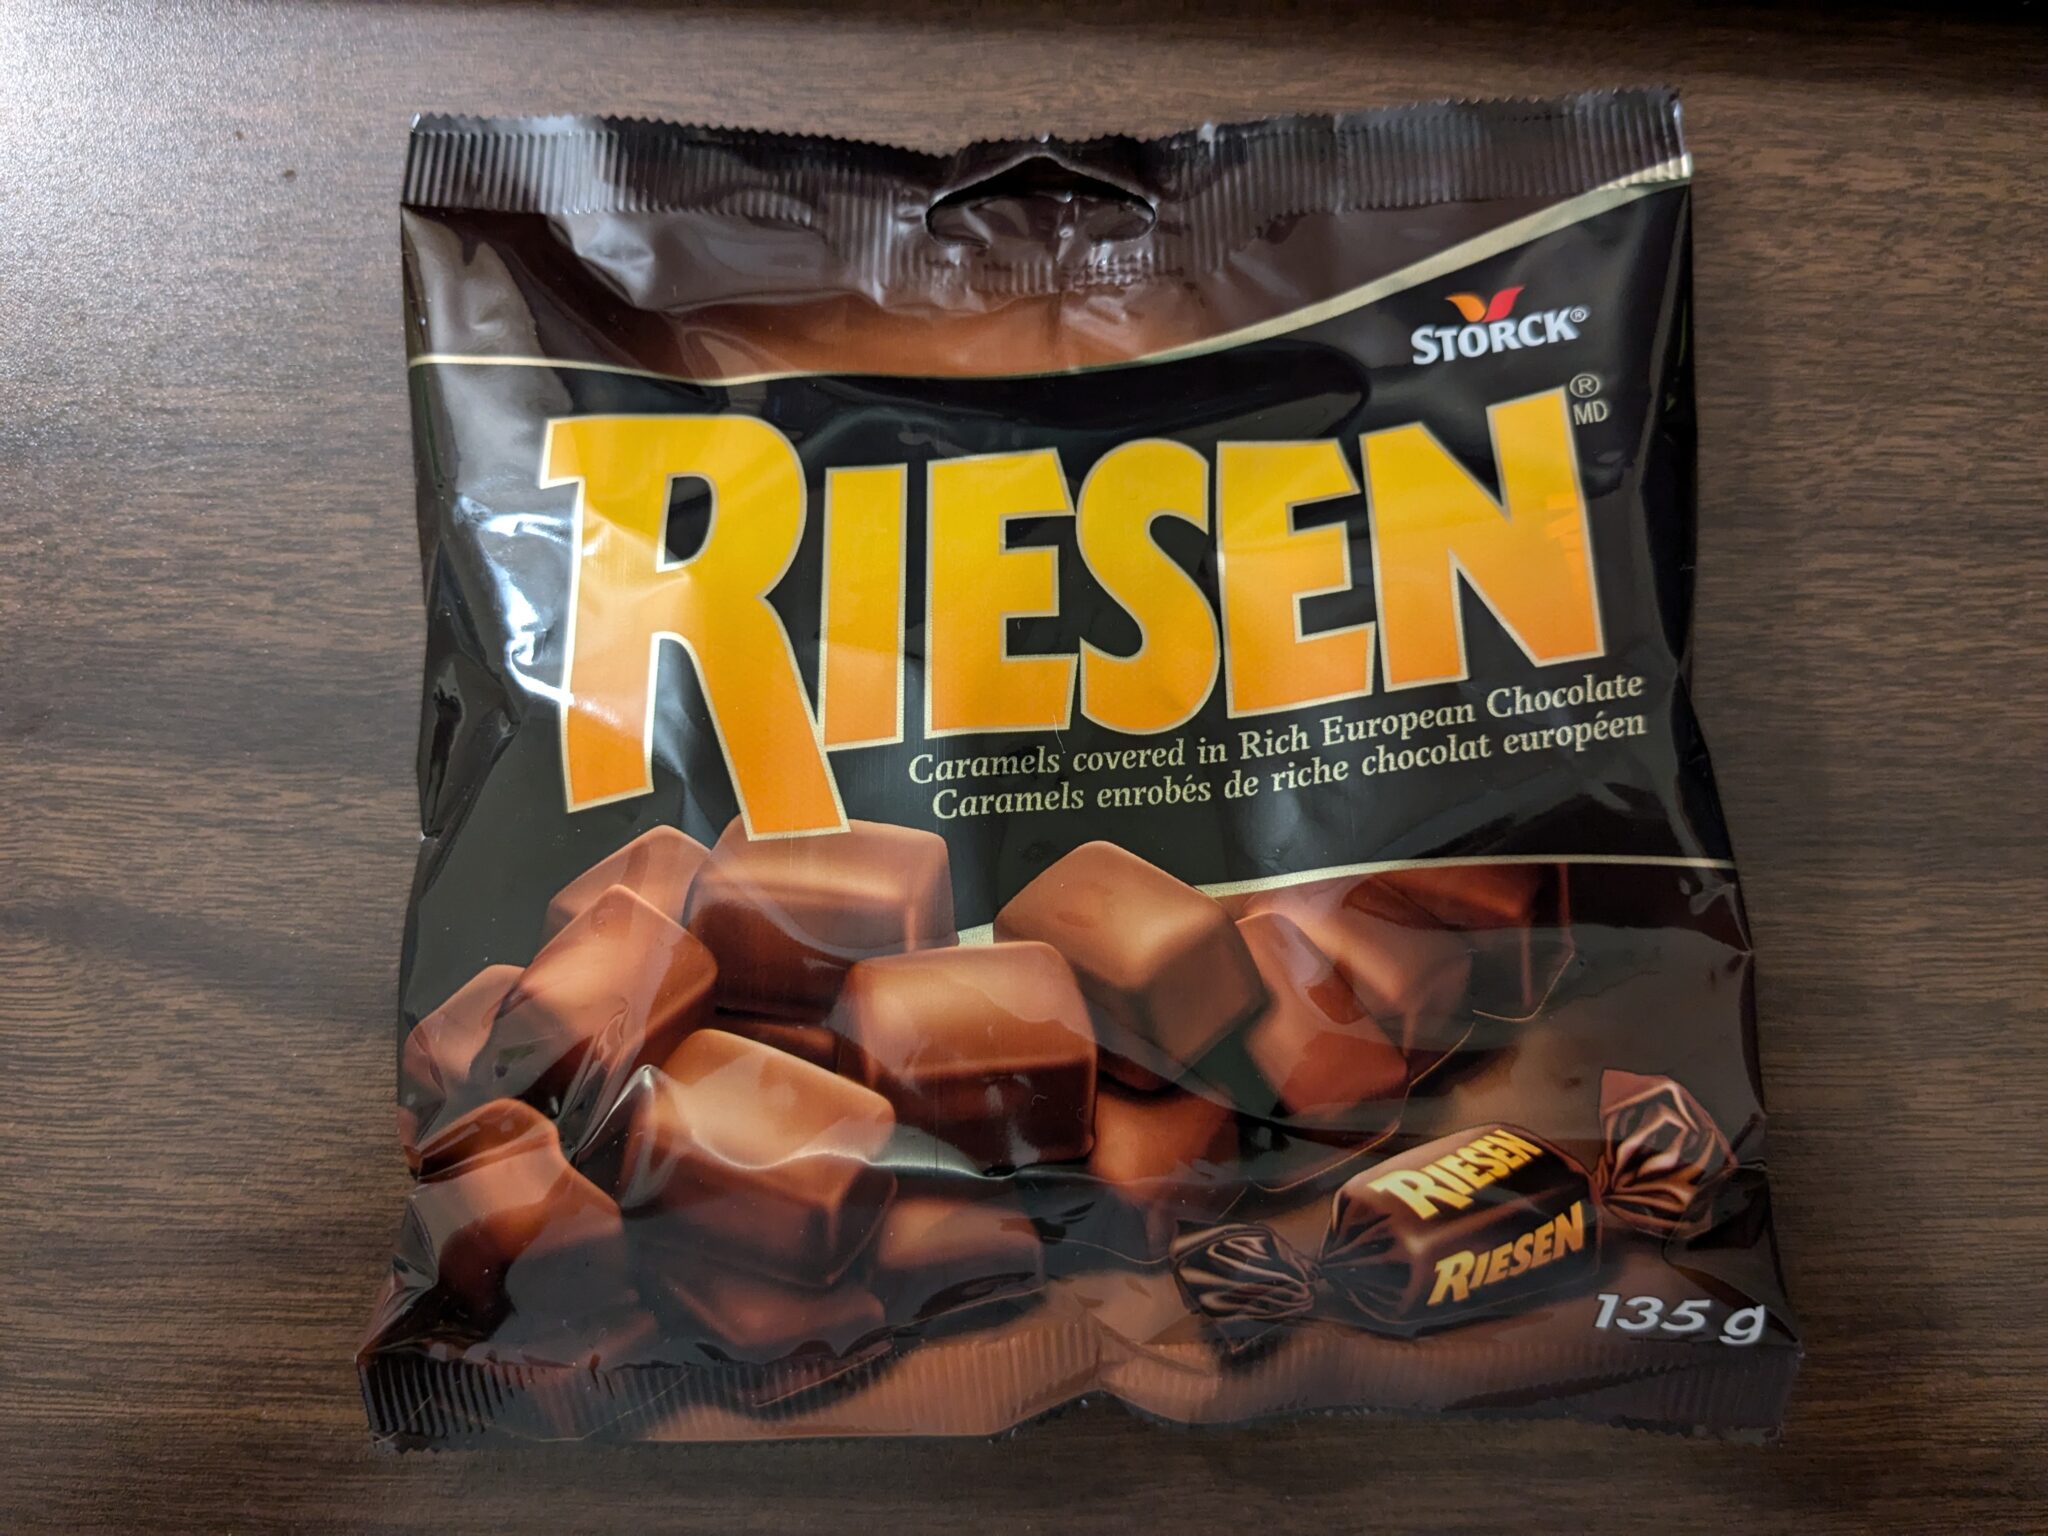 STORCK®
RIESEN
®
MD
Caramels covered in Rich European Chocolate
Caramels enrobés de riche chocolat européen
RIESEN
RIESEN
135 g